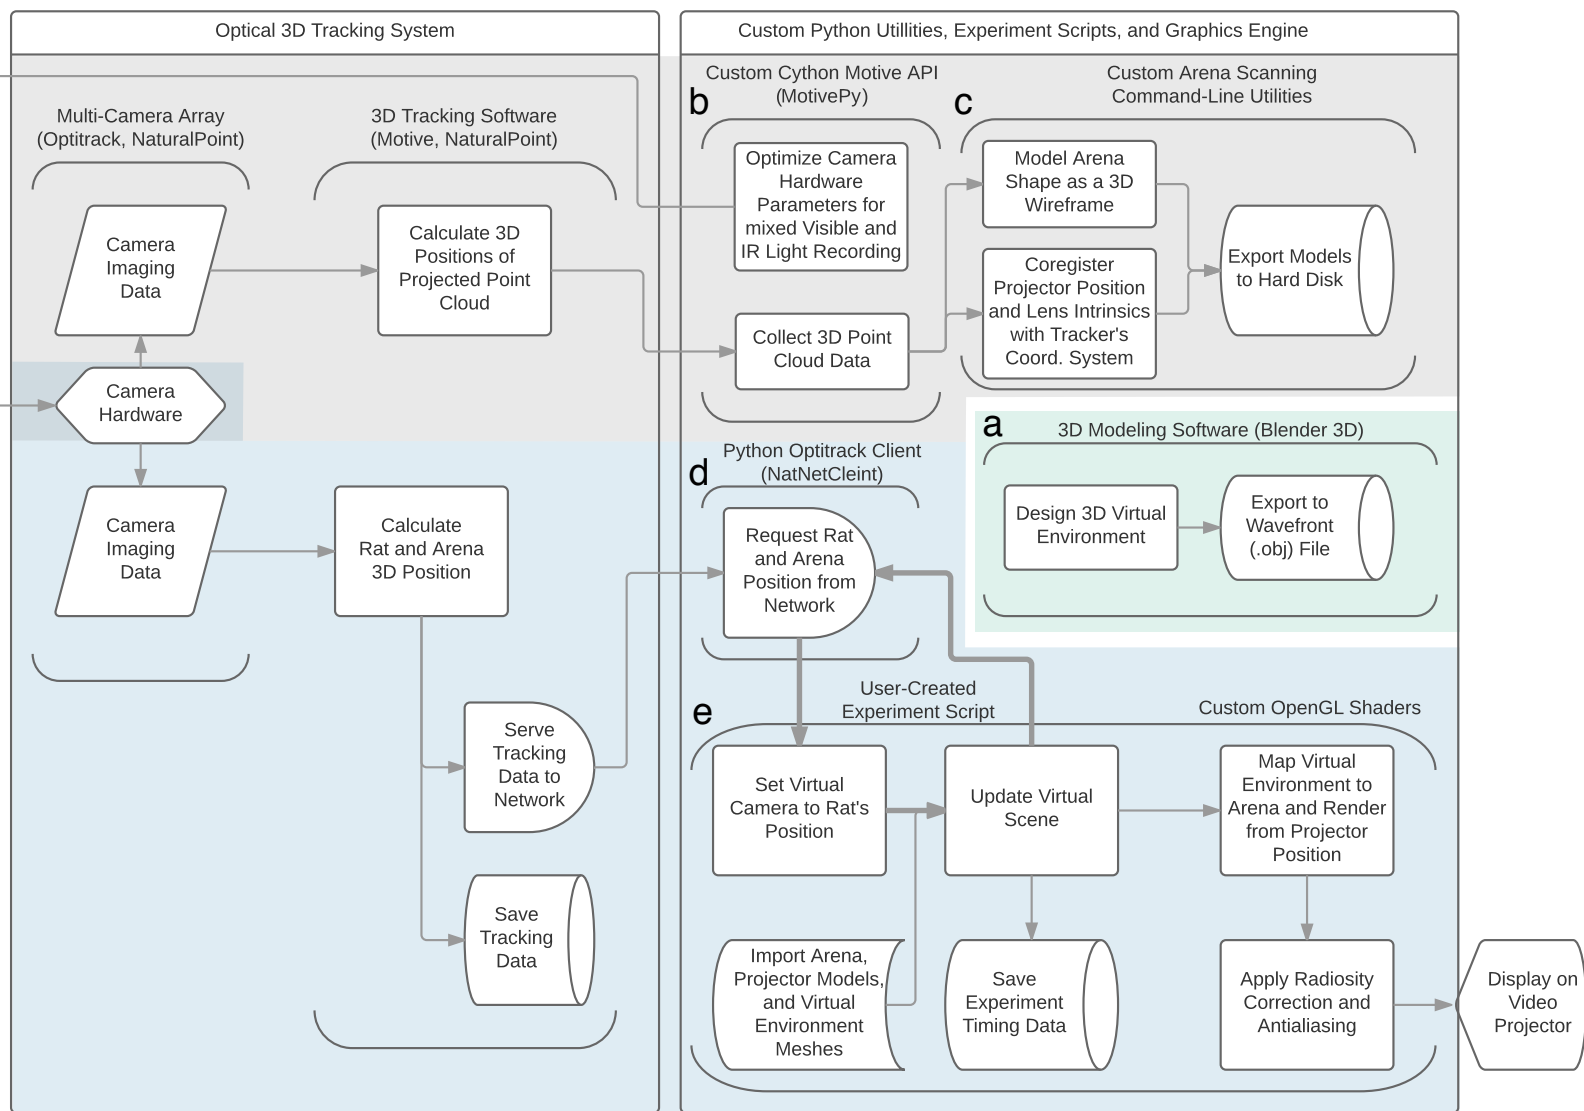 Optical 3D Tracking System
Custom Python Utillities, Experiment Scripts, and Graphics Engine
Multi-Camera Array
(Optitrack, NaturalPoint)
3D Tracking Software
(Motive, NaturalPoint)
b
Custom Cython Motive API
(MotivePy)
c
Custom Arena Scanning
Command-Line Utilities
Camera
Imaging
Data
Calculate 3D
Positions of
Projected Point
Cloud
Optimize Camera
Hardware
Parameters for
mixed Visible and
IR Light Recording
Collect 3D Point
Cloud Data
Model Arena
Shape as a 3D
Wireframe
Coregister
Projector Position
and Lens Intrinsics
with Tracker's
Coord. System
Export Models
to Hard Disk
Camera
Hardware
a
3D Modeling Software (Blender 3D)
Design 3D Virtual
Environment
Export to
Wavefront
(.obj) File
Camera
Imaging
Data
Calculate
Rat and Arena
3D Position
d
Python Optitrack Client
(NatNetCleint)
Request Rat
and Arena
Position from
Network
Serve
Tracking
Data to
Network
Save
Tracking
Data
e
User-Created
Experiment Script
Custom OpenGL Shaders
Set Virtual
Camera to Rat's
Position
Update Virtual
Scene
Map Virtual
Environment to
Arena and Render
from Projector
Position
Import Arena,
Projector Models,
and Virtual
Environment
Meshes
Save
Experiment
Timing Data
Apply Radiosity
Correction and
Antialiasing
Display on
Video
Projector